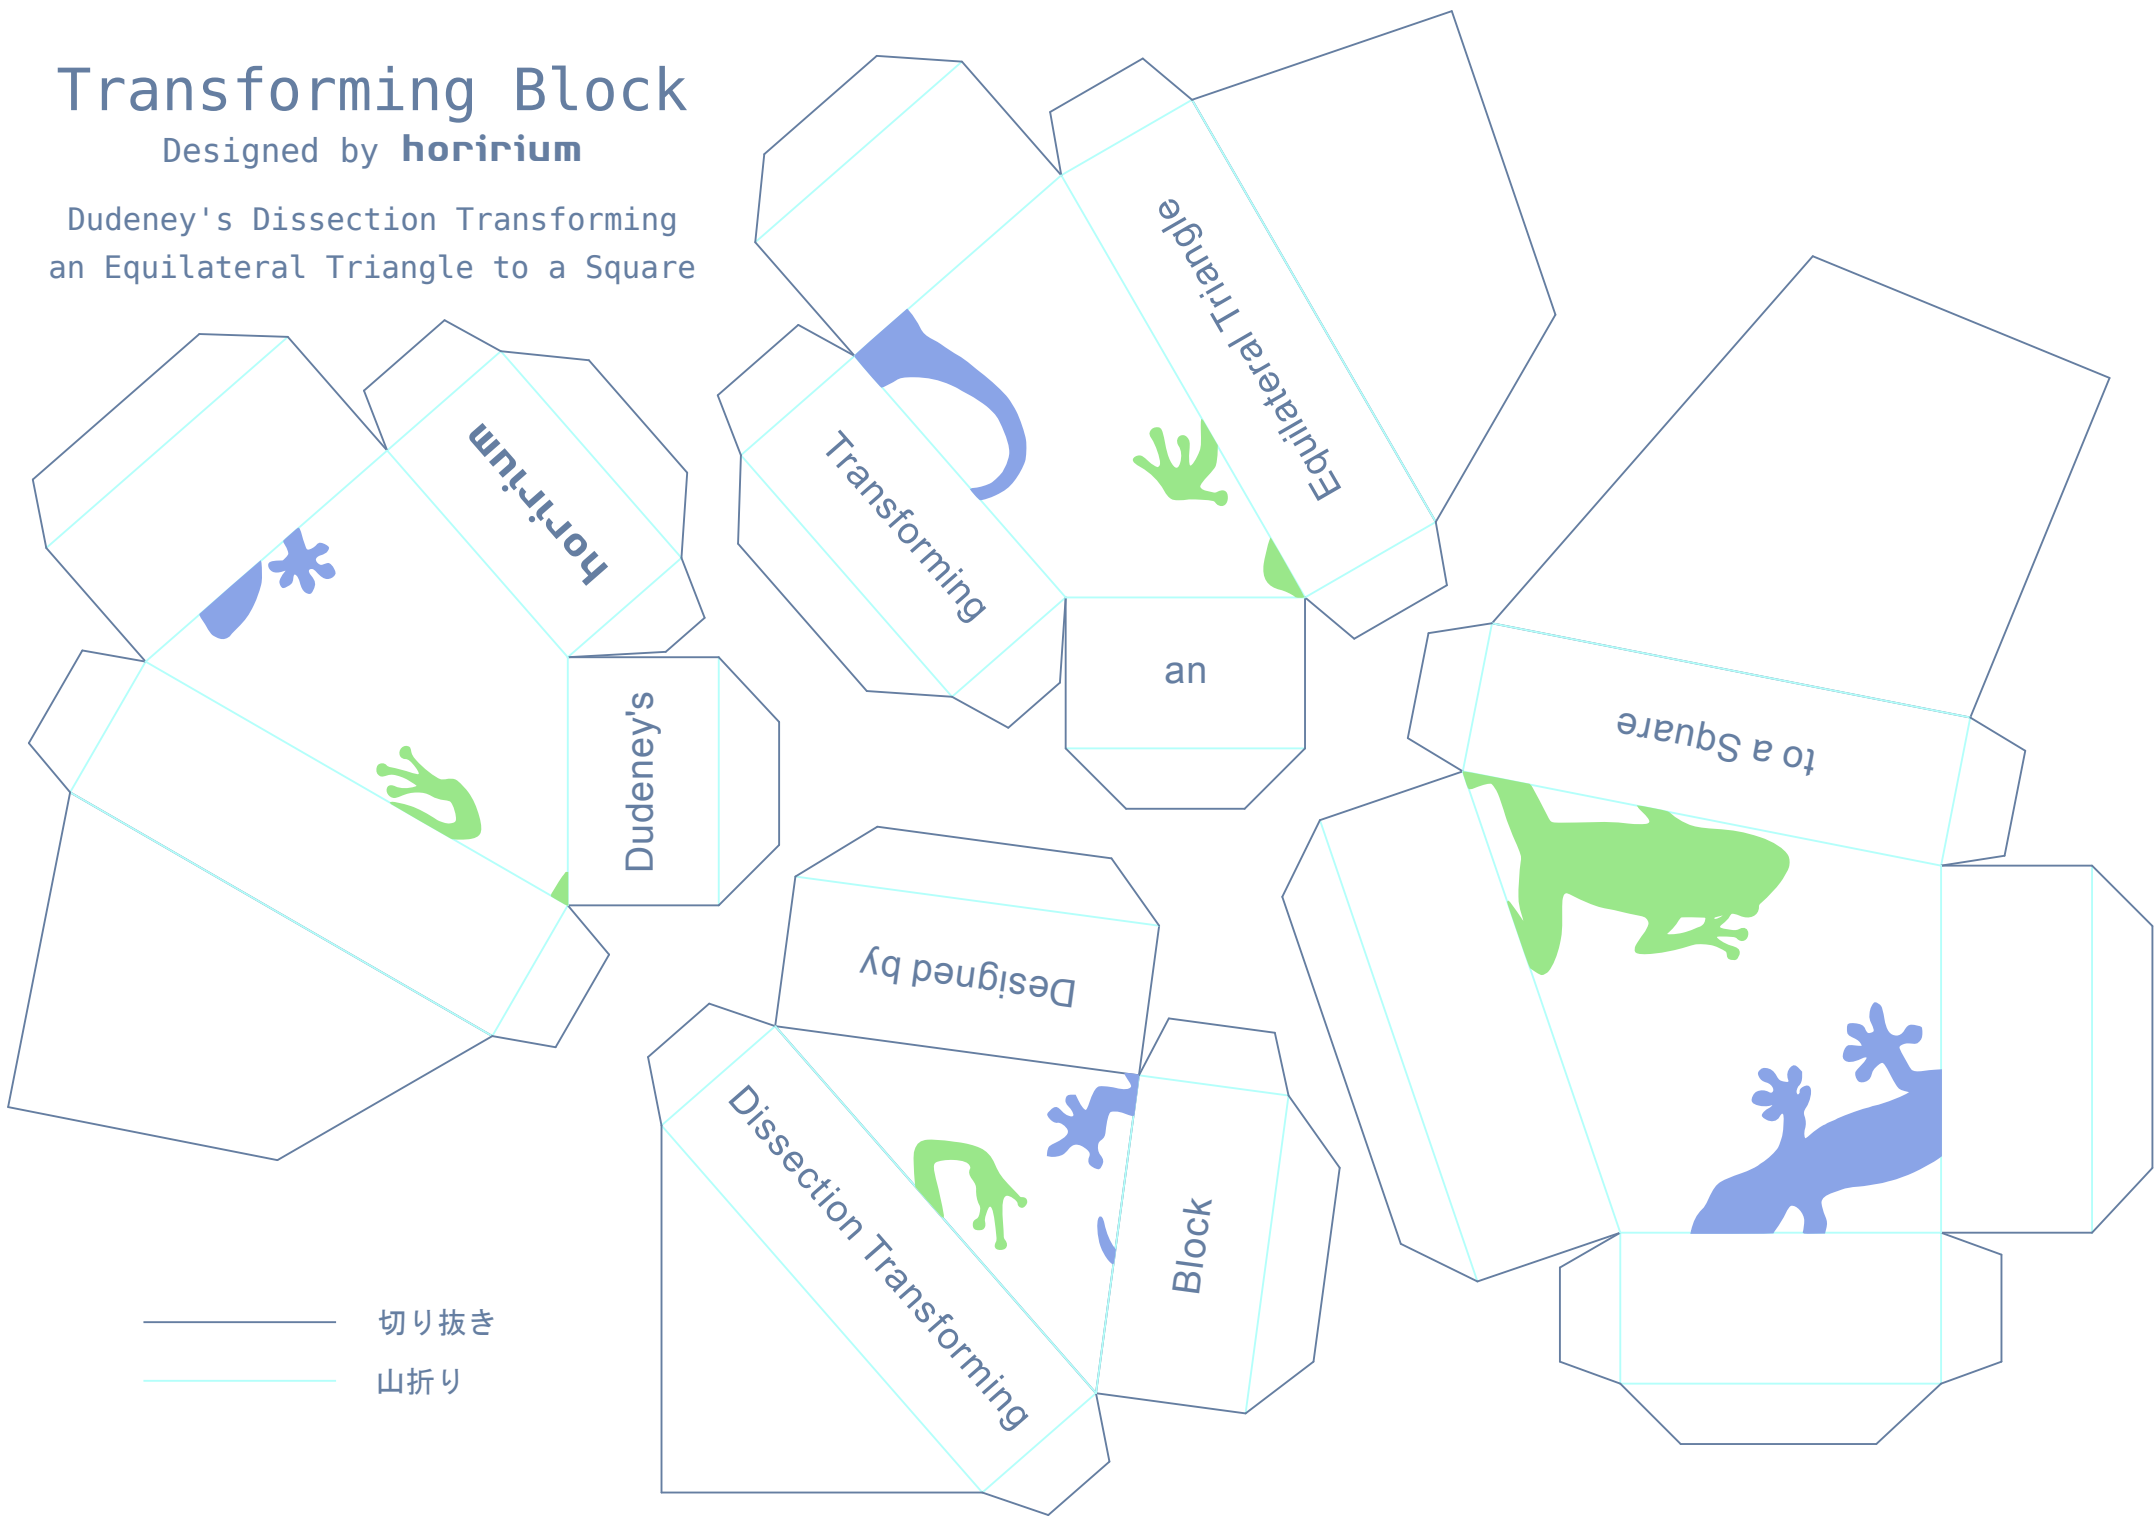 Transforming Block
Designed by horirium
Dudeney's Dissection Transforming
an Equilateral Triangle to a Square
Equilateral Triangle
horirium
Transforming
an
Dudeney's
to a Square
Designed by
Dissection Transforming
Block
切り抜き
山折り